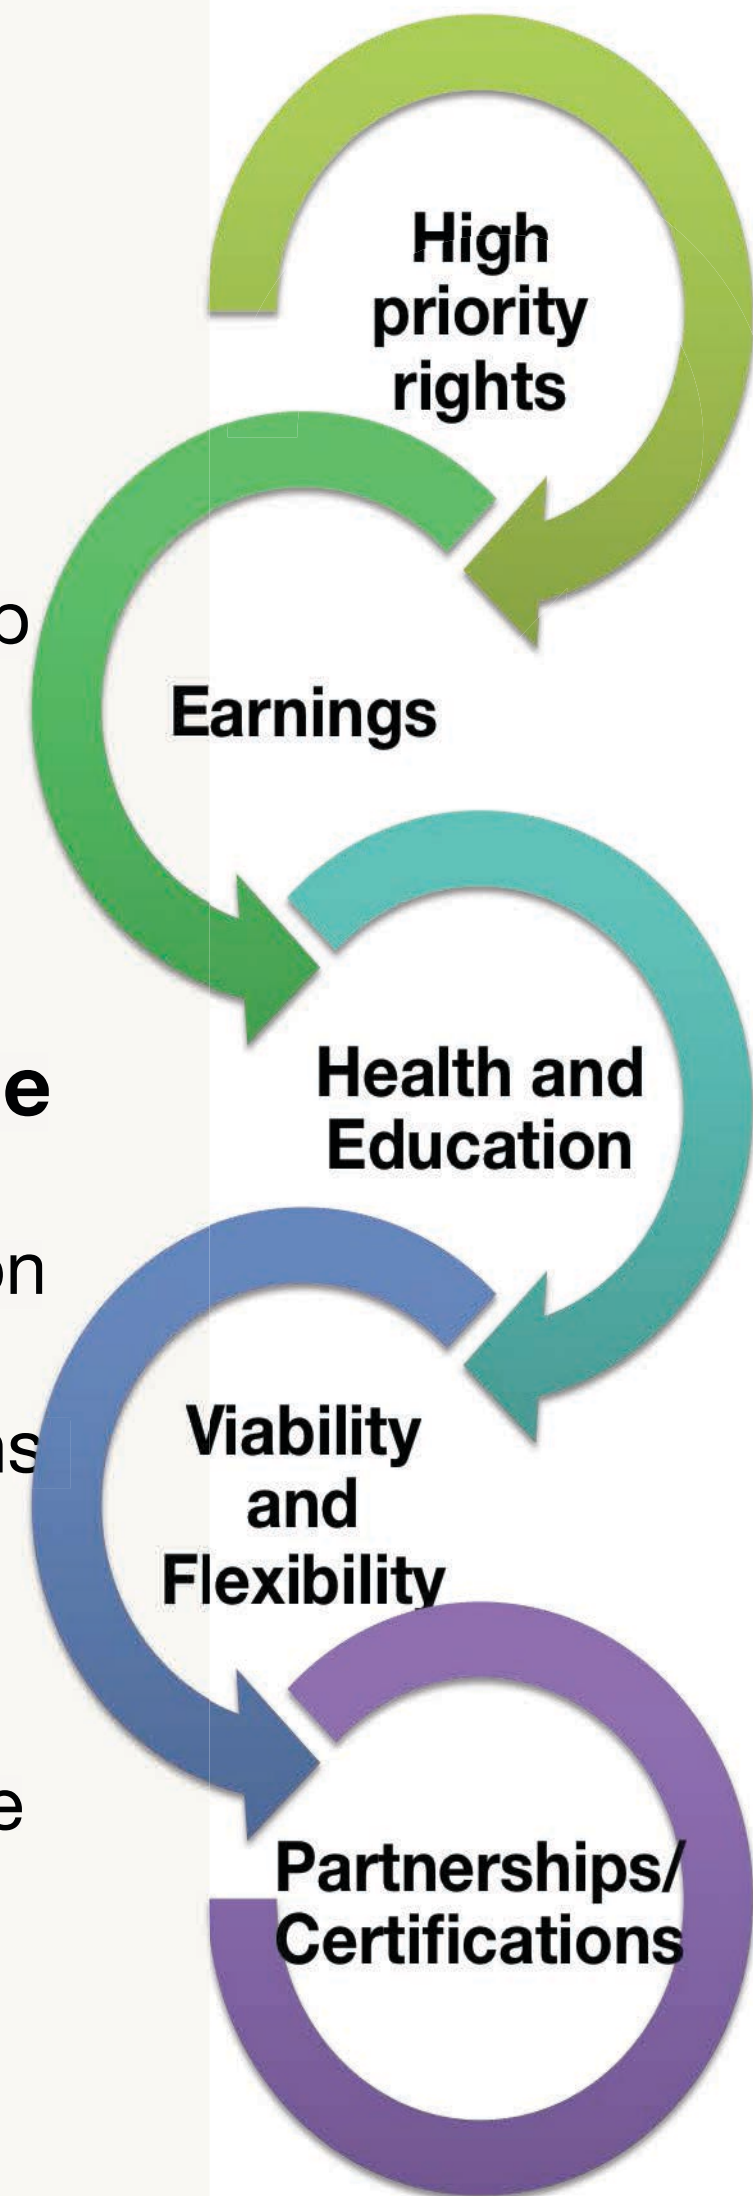 High
priority
rights
Earnings
Health and
Education
Viability
and
Flexibility
Partnerships/
Certifications